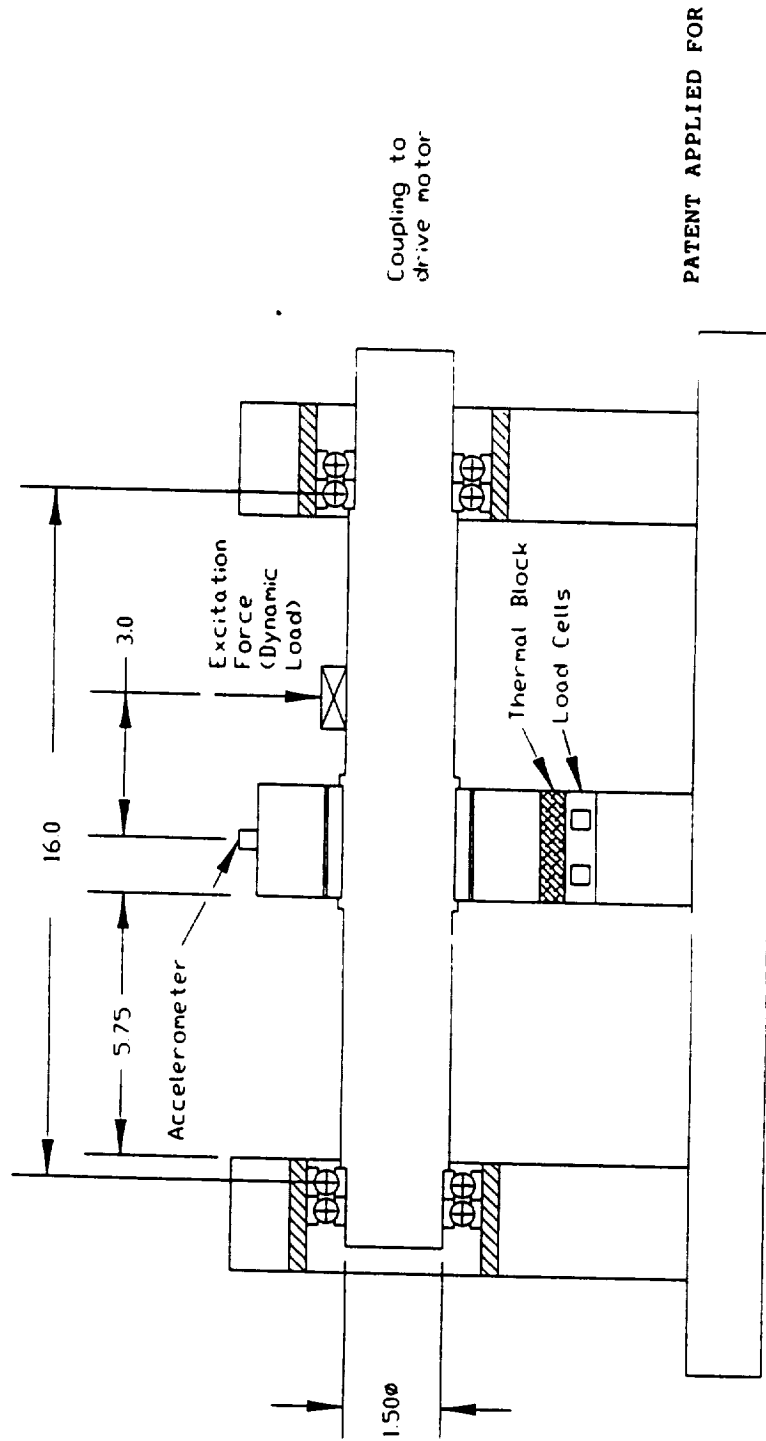 16.0
3.0
5.75
Accelerometer
Excitation
Force
(Dynamic
Load)
Coupling to
drive motor
1.50ø
Thermal Block
Load Cells
PATENT APPLIED FOR